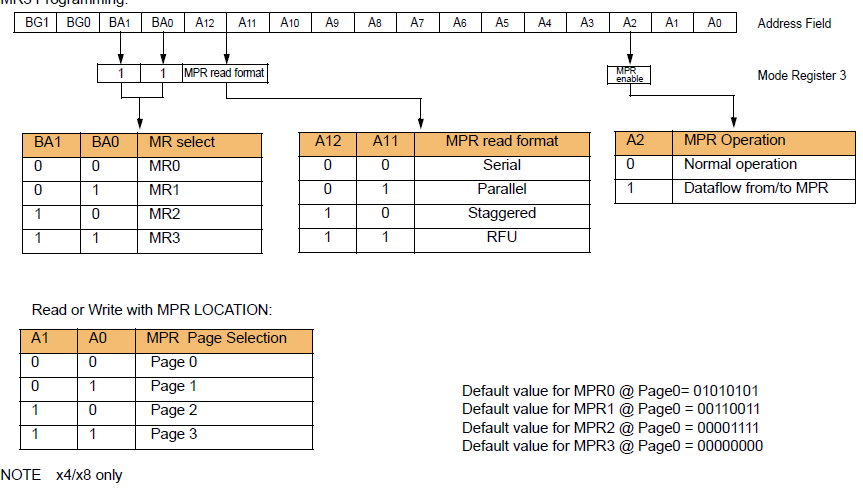 MR3 Programming:
BG1 BG0 BA1 BA0 A12 A11 A10 A9 A8 A7 A6 A5 A4 A3 A2 A1 A0 Address Field
1 1 MPR read format MPR enable Mode Register 3
BA1 BA0 MR select
0 0 MR0
0 1 MR1
1 0 MR2
1 1 MR3
A12 A11 MPR read format
0 0 Serial
0 1 Parallel
1 0 Staggered
1 1 RFU
A2 MPR Operation
0 Normal operation
1 Dataflow from/to MPR
Read or Write with MPR LOCATION:
A1 A0 MPR Page Selection
0 0 Page 0
0 1 Page 1
1 0 Page 2
1 1 Page 3
Default value for MPR0 @ Page0= 01010101
Default value for MPR1 @ Page0 = 00110011
Default value for MPR2 @ Page0 = 00001111
Default value for MPR3 @ Page0 = 00000000
NOTE x4/x8 only